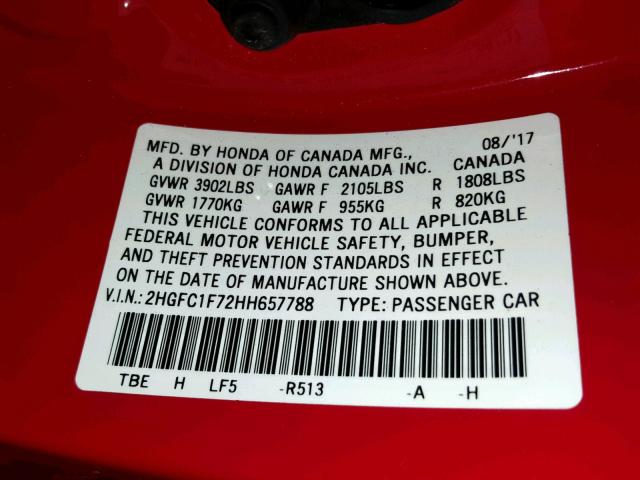 MFD. BY HONDA OF CANADA MFG., 08/'17
A DIVISION OF HONDA CANADA INC. CANADA
GVWR 3902LBS GAWR F 2105LBS R 1808LBS
GVWR 1770KG GAWR F 955KG R 820KG
THIS VEHICLE CONFORMS TO ALL APPLICABLE
FEDERAL MOTOR VEHICLE SAFETY, BUMPER,
AND THEFT PREVENTION STANDARDS IN EFFECT
ON THE DATE OF MANUFACTURE SHOWN ABOVE.
V.I.N.:2HGFC1F72HH657788 TYPE: PASSENGER CAR
TBE H LF5 -R513 -A -H